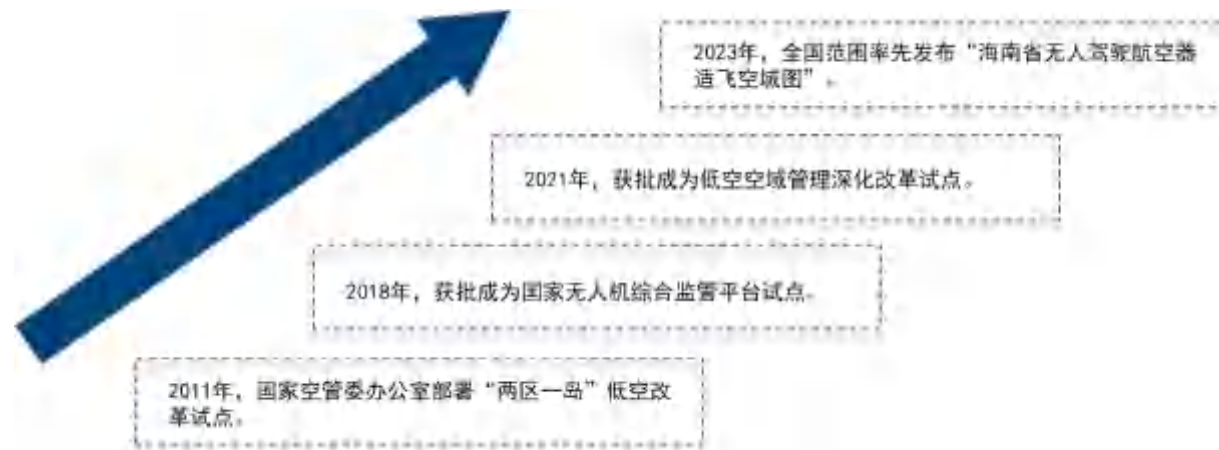 2023年，全国范围率先发布“海南省无人驾驶航空器
适飞空域图”。
2021年，获批成为低空空域管理深化改革试点。
2018年，获批成为国家无人机综合监管平台试点。
2011年，国家空管委办公室部署“两区一岛”低空改
革试点。